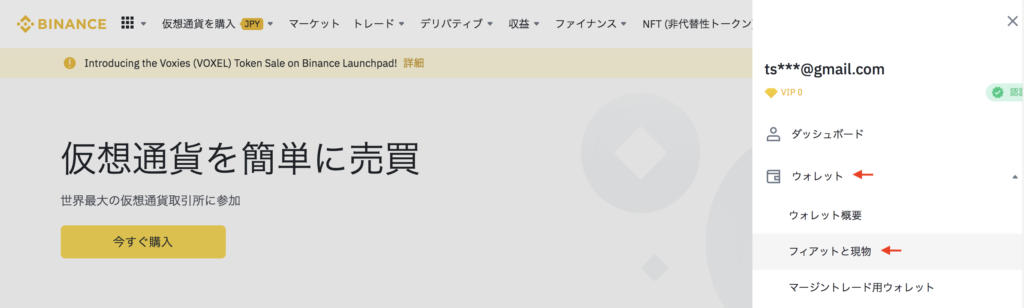 BINANCE 仮想通貨を購入 JPY マーケット トレード デリバティブ 収益 ファイナンス NFT (非代替性トークン)
Introducing the Voxies (VOXEL) Token Sale on Binance Launchpad! 詳細
仮想通貨を簡単に売買
世界最大の仮想通貨取引所に参加
今すぐ購入
ts***@gmail.com
VIP 0
ダッシュボード
ウォレット
ウォレット概要
フィアットと現物
マージントレード用ウォレット